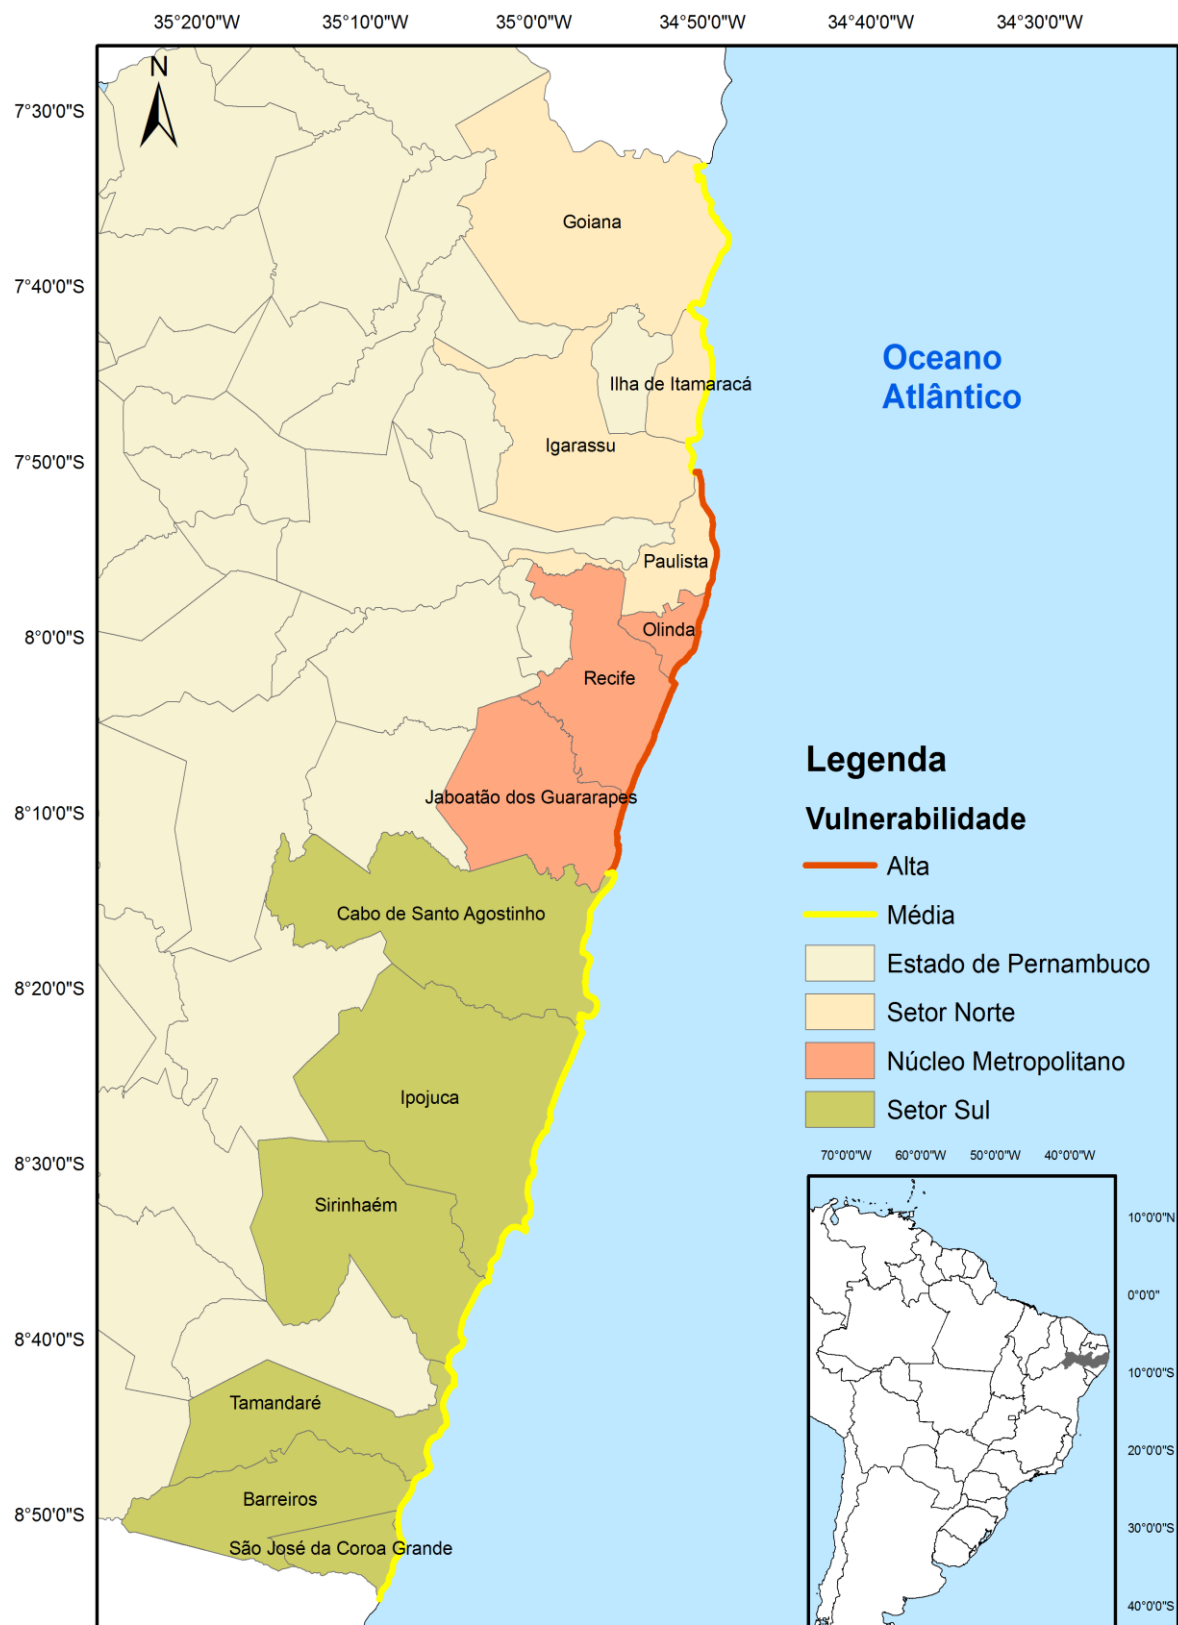 35°20'0"W 35°10'0"W 35°0'0"W 34°50'0"W 34°40'0"W 34°30'0"W
N
7°30'0"S
Goiana
7°40'0"S
Oceano
Atlântico
Ilha de Itamaracá
Igarassu
7°50'0"S
Paulista
Olinda
8°0'0"S
Recife
Jaboatão dos Guararapes
8°10'0"S
Cabo de Santo Agostinho
8°20'0"S
Ipojuca
8°30'0"S
Sirinhaém
8°40'0"S
Tamandaré
Barreiros
8°50'0"S
São José da Coroa Grande
Legenda
Vulnerabilidade
Alta
Média
Estado de Pernambuco
Setor Norte
Núcleo Metropolitano
Setor Sul
70°0'0"W 60°0'0"W 50°0'0"W 40°0'0"W
10°0'0"N
0°0'0"
10°0'0"S
20°0'0"S
30°0'0"S
40°0'0"S